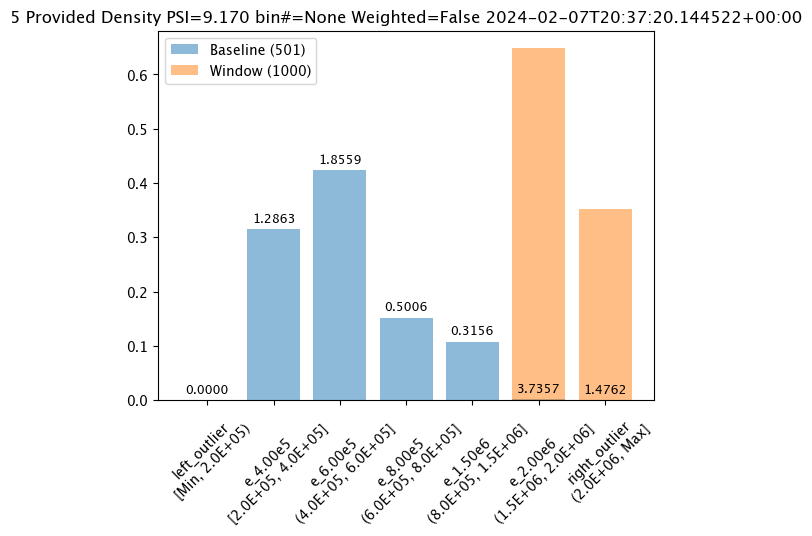 5 Provided Density PSI=9.170 bin#=None Weighted=False 2024-02-07T20:37:20.144522+00:00
Baseline (501)
Window (1000)
0.6
0.5
0.4
0.3
0.2
0.1
0.0
0.0000
1.2863
1.8559
0.5006
0.3156
3.7357
1.4762
left_outlier
[Min, 2.0E+05)
e_4.00e5
[2.0E+05, 4.0E+05]
e_6.00e5
(4.0E+05, 6.0E+05]
e_8.00e5
(6.0E+05, 8.0E+05]
e_1.50e6
(8.0E+05, 1.5E+06]
e_2.00e6
(1.5E+06, 2.0E+06]
right_outlier
(2.0E+06, Max]